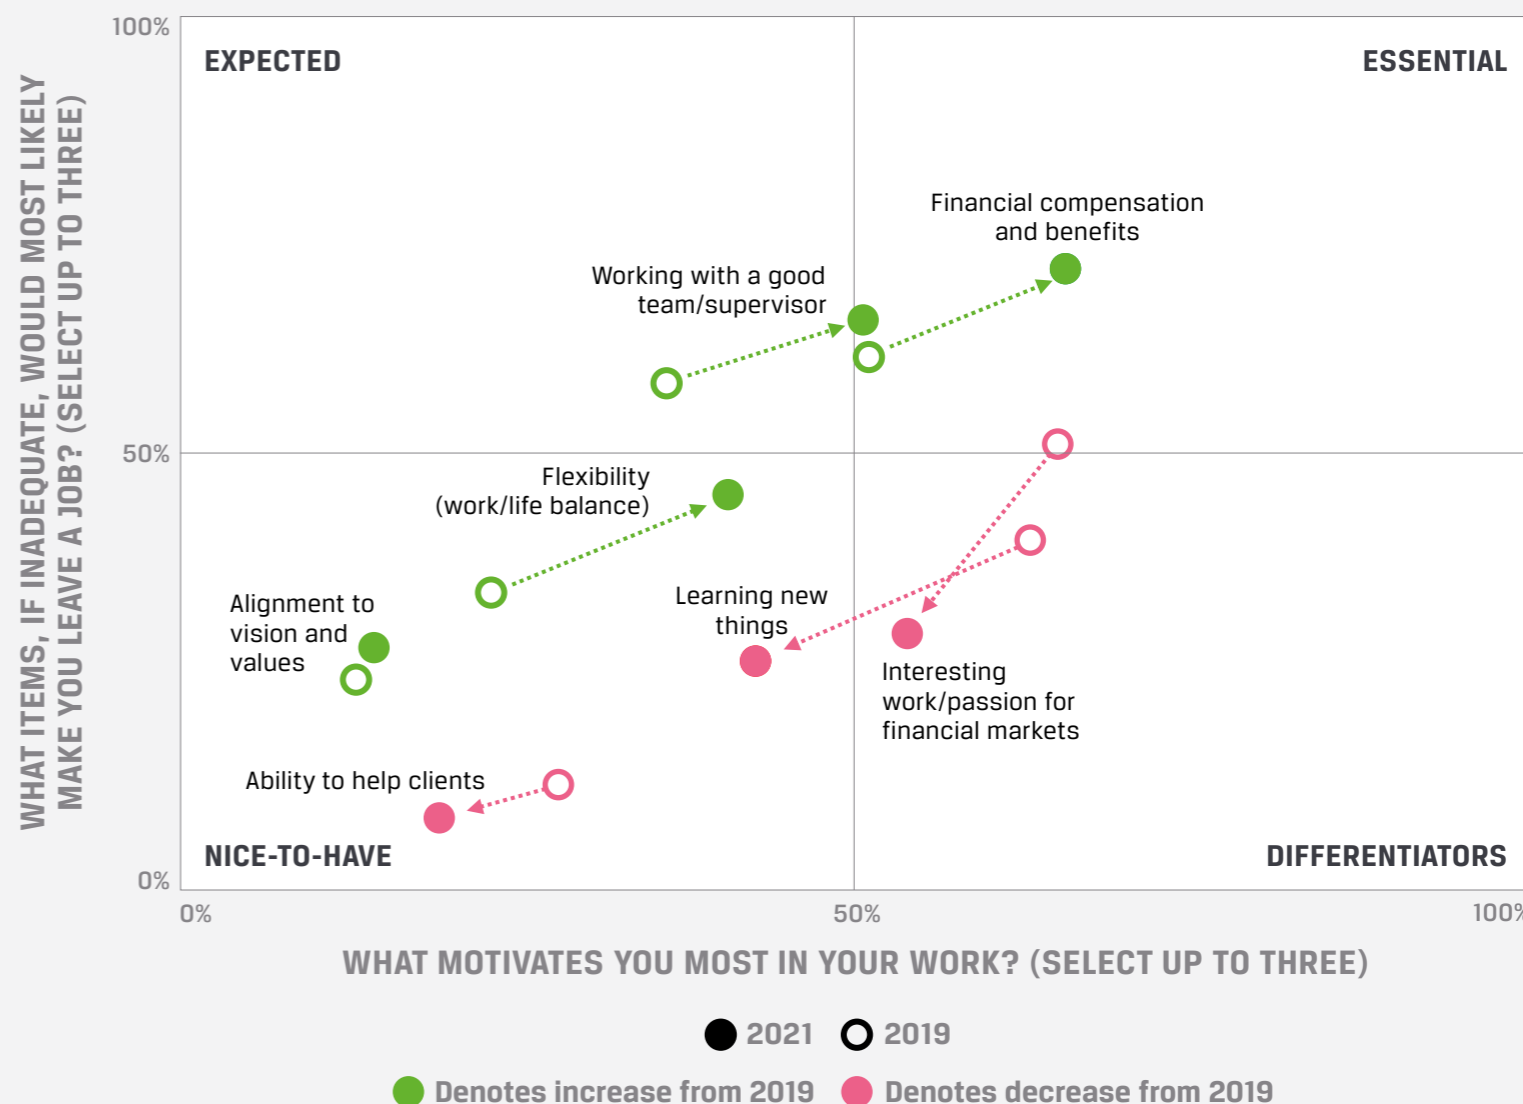 WHAT ITEMS, IF INADEQUATE, WOULD MOST LIKELY
MAKE YOU LEAVE A JOB? (SELECT UP TO THREE)
100%
EXPECTED
ESSENTIAL
Financial compensation
and benefits
Working with a good
team/supervisor
50%
Flexibility
(work/life balance)
Alignment to
vision and
values
Learning new
things
Interesting
work/passion for
financial markets
Ability to help clients
NICE-TO-HAVE
DIFFERENTIATORS
0%
0%
50%
100%
WHAT MOTIVATES YOU MOST IN YOUR WORK? (SELECT UP TO THREE)
2021
2019
Denotes increase from 2019
Denotes decrease from 2019